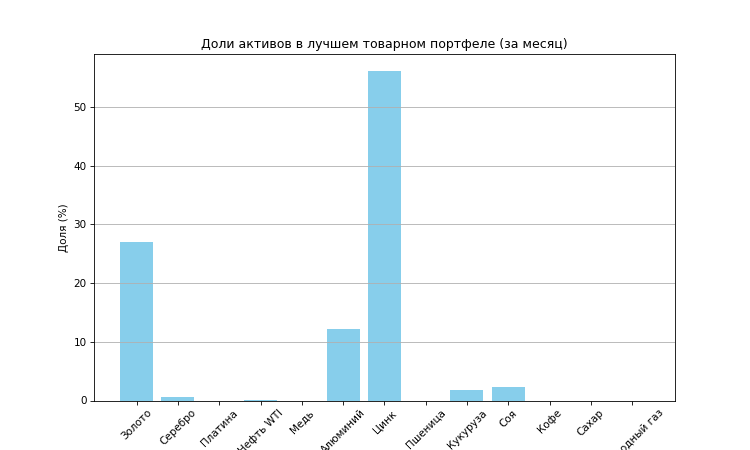 Доли активов в лучшем товарном портфеле (за месяц)
Доля (%)
50
40
30
20
10
0
Золото
Серебро
Платина
Нефть WTI
Медь
Алюминий
Цинк
Пшеница
Кукуруза
Соя
Кофе
Сахар
одный газ